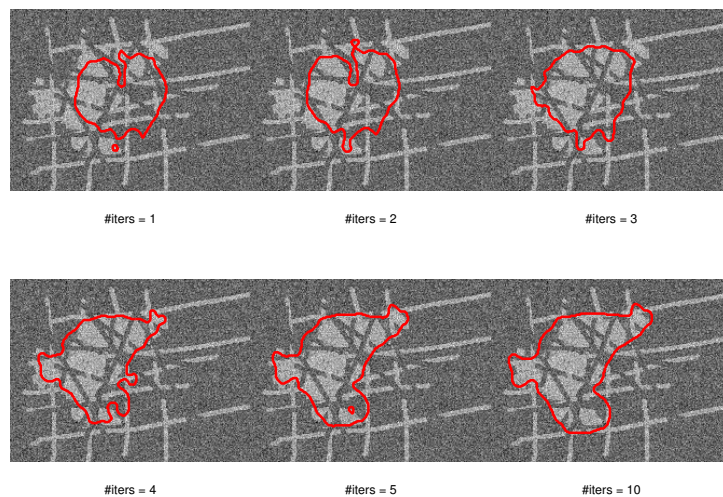 #iters = 1
#iters = 2
#iters = 3
#iters = 4
#iters = 5
#iters = 10